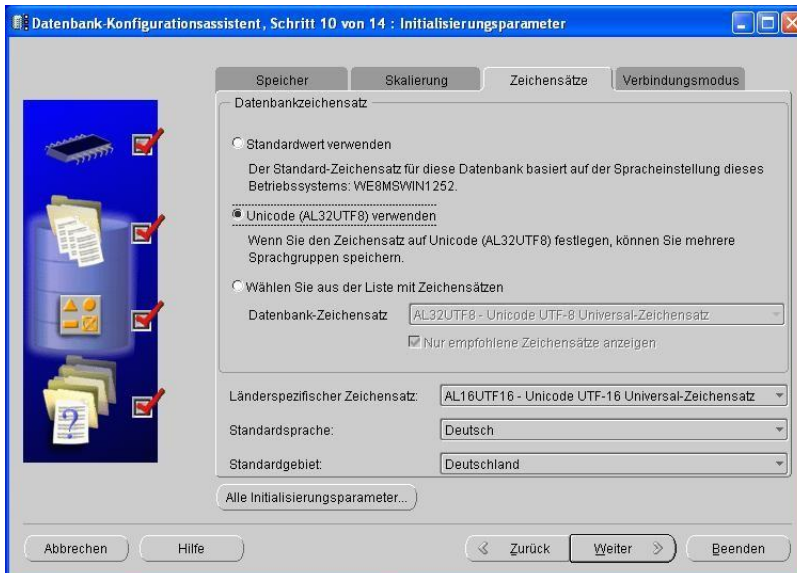 Datenbank-Konfigurationsassistent, Schritt 10 von 14 : Initialisierungsparameter
Speicher
Skalierung
Zeichensätze
Verbindungsmodus
Datenbankzeichensatz
Standardwert verwenden
Der Standard-Zeichensatz für diese Datenbank basiert auf der Spracheinstellung dieses
Betriebssystems: WE8MSWIN1252.
Unicode (AL32UTF8) verwenden
Wenn Sie den Zeichensatz auf Unicode (AL32UTF8) festlegen, können Sie mehrere
Sprachgruppen speichern.
Wählen Sie aus der Liste mit Zeichensätzen
Datenbank-Zeichensatz
AL32UTF8 - Unicode UTF-8 Universal-Zeichensatz
Nur empfohlene Zeichensätze anzeigen
Länderspezifischer Zeichensatz:
AL16UTF16 - Unicode UTF-16 Universal-Zeichensatz
Standardsprache:
Deutsch
Standardgebiet:
Deutschland
Alle Initialisierungsparameter...
Abbrechen
Hilfe
Zurück
Weiter
Beenden